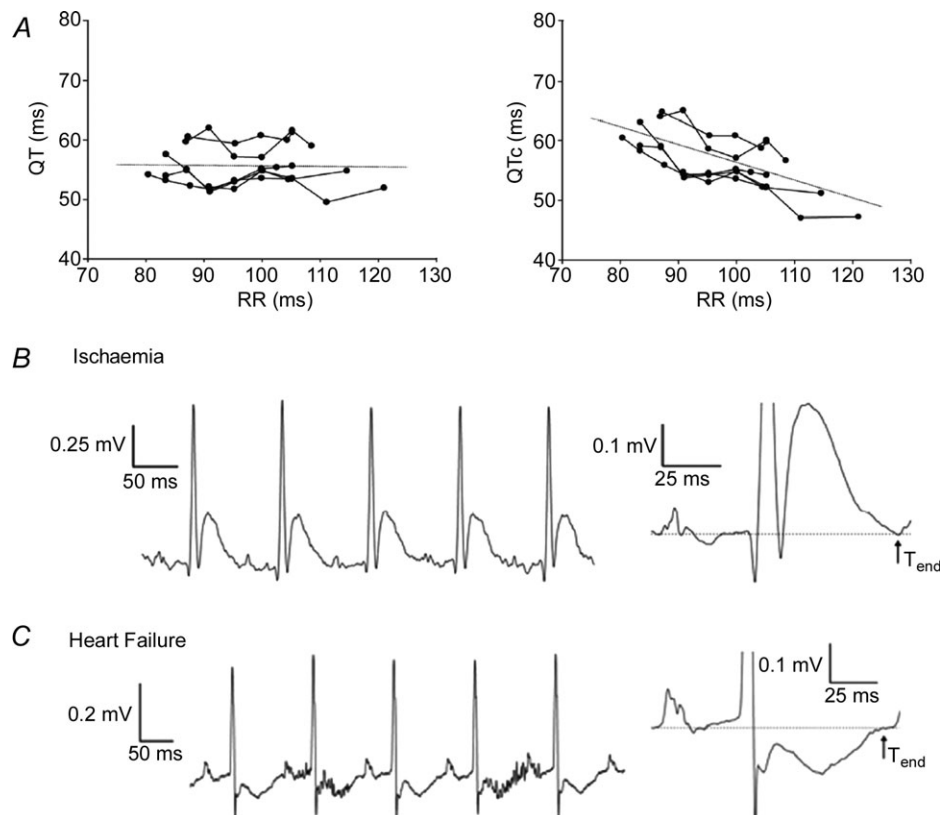 A
80
70
60
50
40
QT (ms)
70 80 90 100 110 120 130
RR (ms)
80
70
60
50
40
QTc (ms)
70 80 90 100 110 120 130
RR (ms)
B Ischaemia
0.25 mV
50 ms
0.1 mV
25 ms
Tend
C Heart Failure
0.2 mV
50 ms
0.1 mV
25 ms
Tend